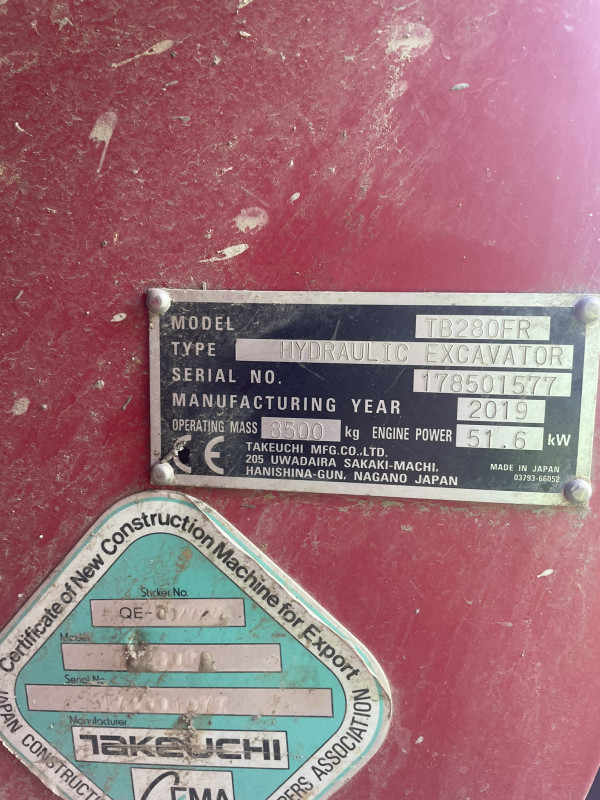 MODEL TB280FR
TYPE HYDRAULIC EXCAVATOR
SERIAL NO. 178501577
MANUFACTURING YEAR 2019
OPERATING MASS 8500 kg ENGINE POWER 51.6 kW
CE
TAKEUCHI MFG.CO.,LTD.
205 UWADAIRA SAKAKI-MACHI,
HANISHINA-GUN, NAGANO JAPAN
MADE IN JAPAN
03793-66052
Certificate of New Construction Machine for Export
Sticker No.
Model
Serial No.
Manufacturer
TAKEUCHI
CEMA
CONSTRUCT
ASSOCIATION